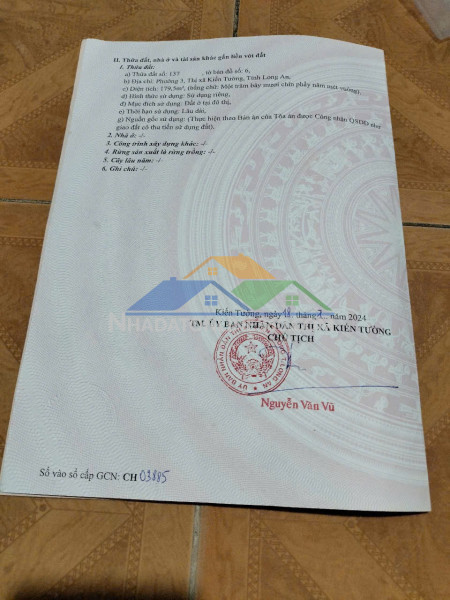 II. Thửa đất, nhà ở và tài sản khác gắn liền với đất
1. Thửa đất:
a) Thửa đất số: 137 , tờ bản đồ số: 6,
b) Địa chỉ: Phường 3, Thị xã Kiến Tường, Tỉnh Long An,
c) Diện tích: 179,5m², (bằng chữ: Một trăm bảy mươi chín phẩy năm mét vuông),
d) Hình thức sử dụng: Sử dụng riêng,
đ) Mục đích sử dụng: Đất ở tại đô thị,
e) Thời hạn sử dụng: Lâu dài,
g) Nguồn gốc sử dụng: (Thực hiện theo Bản án của Tòa án được Công nhận QSDĐ như
giao đất có thu tiền sử dụng đất).
2. Nhà ở: -/-
3. Công trình xây dựng khác: -/-
4. Rừng sản xuất là rừng trồng: -/-
5. Cây lâu năm: -/-
6. Ghi chú: -/-
Kiến Tường, ngày 18 tháng năm 2024
TM. ỦY BAN NHÂN DÂN THỊ XÃ KIẾN TƯỜNG
CHỦ TỊCH
NHADAT
Nguyễn Văn Vũ
Số vào sổ cấp GCN: CH 03885